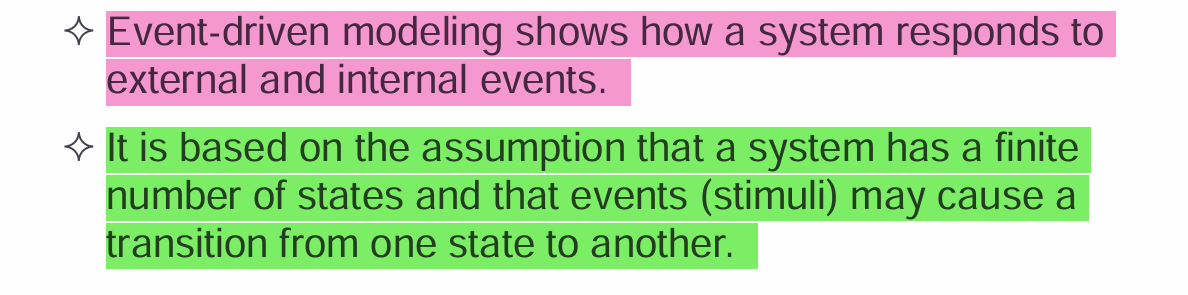 ✧ Event-driven modeling shows how a system responds to
external and internal events.
✧ It is based on the assumption that a system has a finite
number of states and that events (stimuli) may cause a
transition from one state to another.